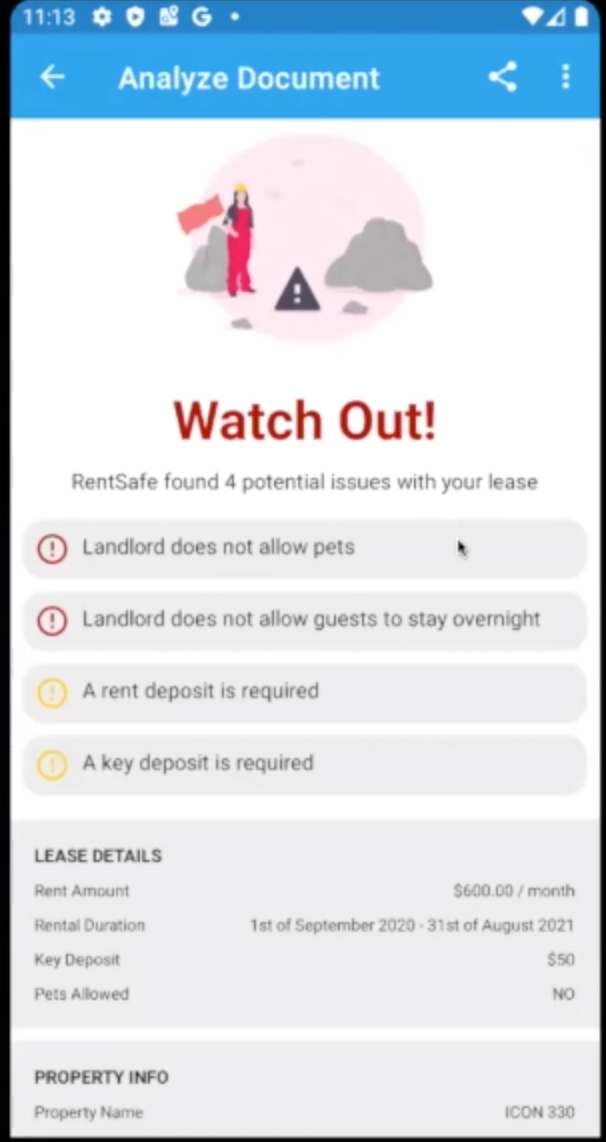 11:13
Analyze Document
Watch Out!
RentSafe found 4 potential issues with your lease
Landlord does not allow pets
Landlord does not allow guests to stay overnight
A rent deposit is required
A key deposit is required
LEASE DETAILS
Rent Amount $600.00 / month
Rental Duration 1st of September 2020 - 31st of August 2021
Key Deposit $50
Pets Allowed NO
PROPERTY INFO
Property Name ICON 330